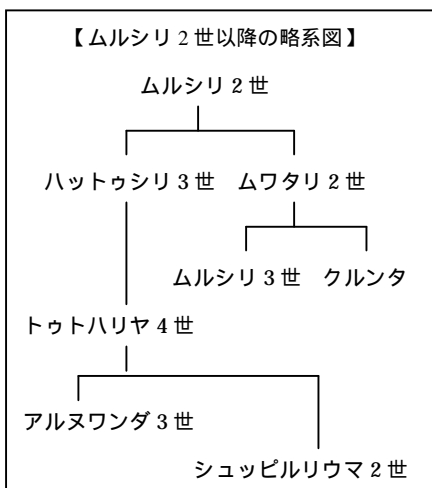 【ムルシリ2世以降の略系図】
ムルシリ2世
ハットゥシリ3世 ムワタリ2世
ムルシリ3世 クルンタ
トゥトハリヤ4世
アルヌワンダ3世
シュッピルリウマ2世